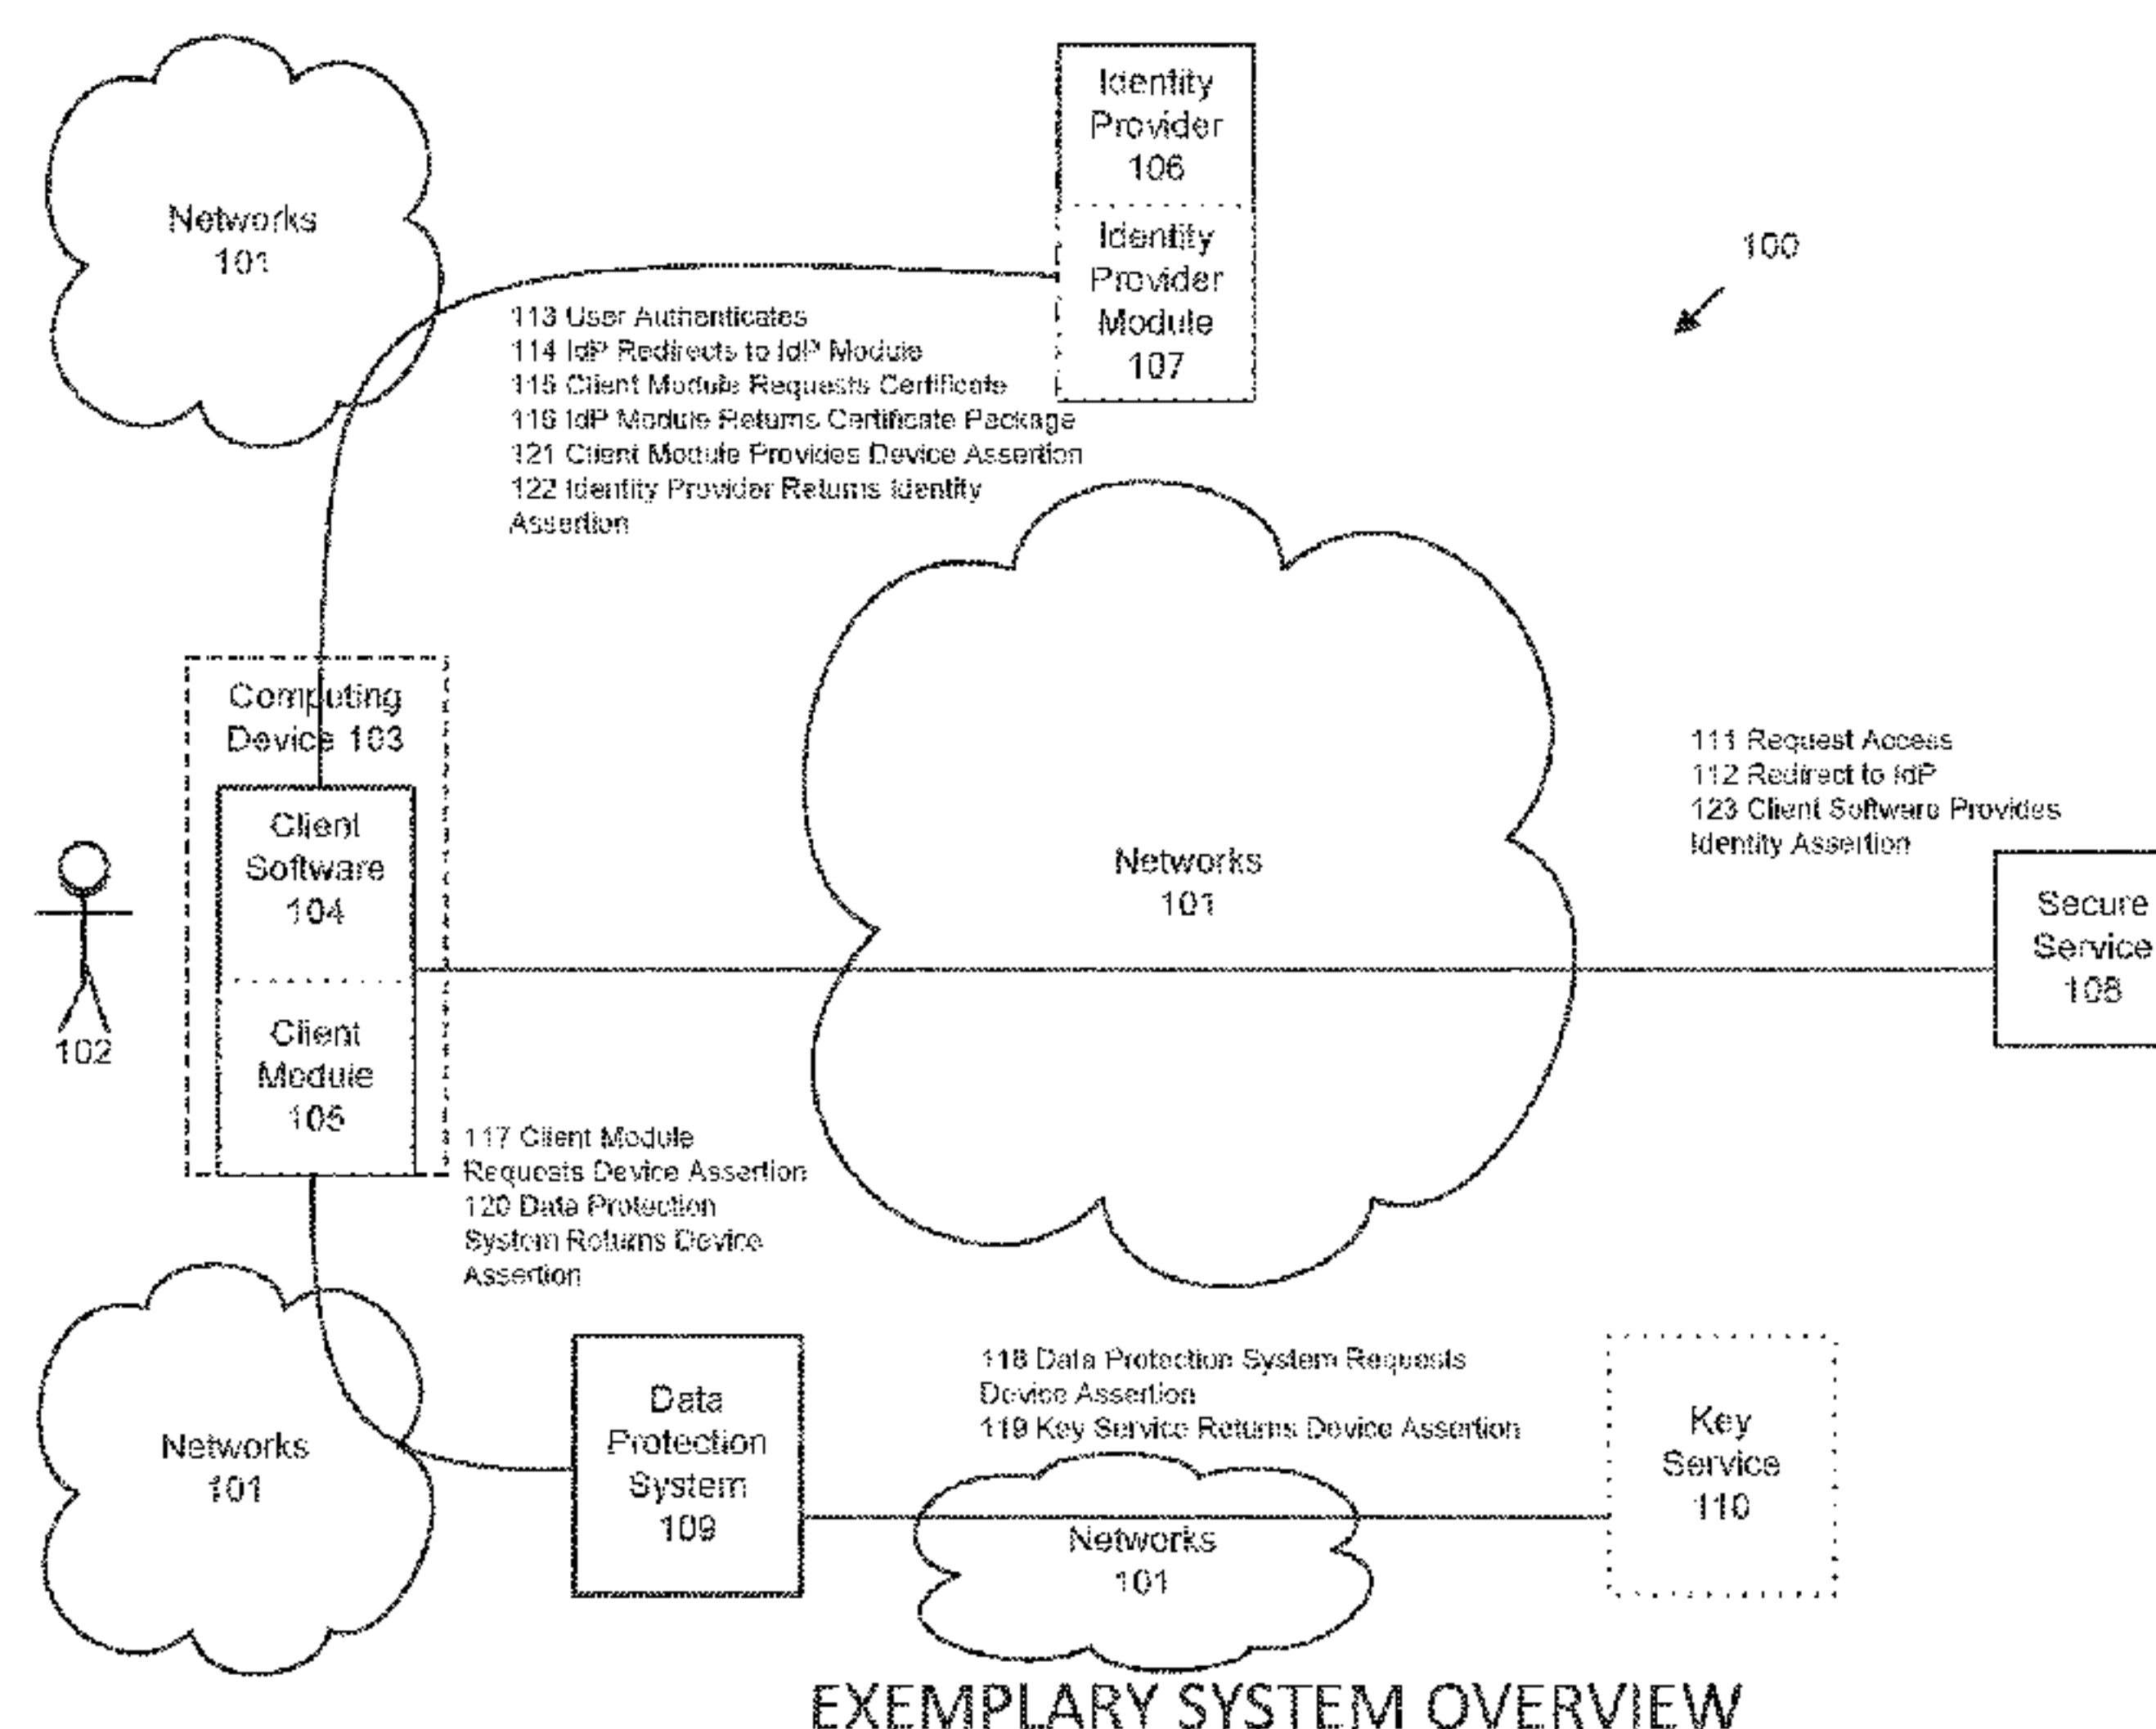 Networks
101
Identity
Provider
106
Identity
Provider
Module
107
100
113 User Authenticates
114 IdP Redirects to IdP Module
115 Client Module Requests Certificate
116 IdP Module Returns Certificate Package
121 Client Module Provides Device Assertion
122 Identity Provider Returns Identity
Assertion
Computing
Device 103
Client
Software
104
Client
Module
105
102
Networks
101
111 Request Access
112 Redirect to IdP
123 Client Software Provides
Identity Assertion
Secure
Service
108
117 Client Module
Requests Device Assertion
120 Data Protection
System Returns Device
Assertion
Networks
101
Data
Protection
System
109
118 Data Protection System Requests
Device Assertion
119 Key Service Returns Device Assertion
Networks
101
Key
Service
110
EXEMPLARY SYSTEM OVERVIEW